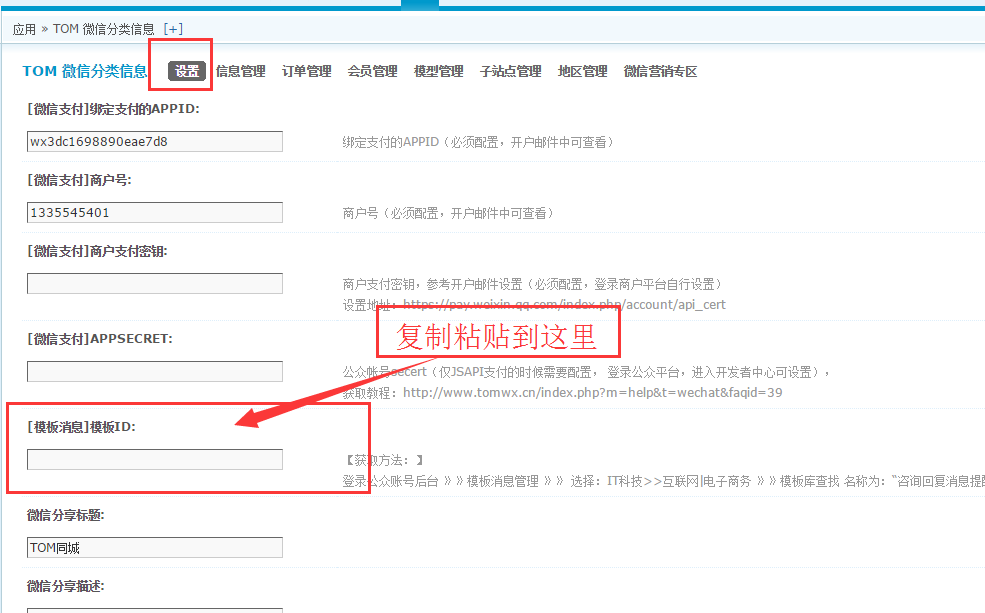 应用 » TOM 微信分类信息 [+]
TOM 微信分类信息 设置 信息管理 订单管理 会员管理 模型管理 子站点管理 地区管理 微信营销专区
[微信支付]绑定支付的APPID:
wx3dc1698890eae7d8 绑定支付的APPID（必须配置，开户邮件中可查看）
[微信支付]商户号:
1335545401 商户号（必须配置，开户邮件中可查看）
[微信支付]商户支付密钥:
商户支付密钥，参考开户邮件设置（必须配置，登录商户平台自行设置）
设置地址：https://pay.weixin.qq.com/index.php/account/api_cert
复制粘贴到这里
[微信支付]APPSECRET:
公众帐号secert（仅JSAPI支付的时候需要配置， 登录公众平台，进入开发者中心可设置），
获取教程：http://www.tomwx.cn/index.php?m=help&t=wechat&faqid=39
[模板消息]模板ID:
【获取方法：】
登录公众账号后台 》》模板消息管理 》》 选择：IT科技>>互联网|电子商务 》》模板库查找 名称为：“咨询回复消息提醒
微信分享标题:
TOM同城
微信分享描述: